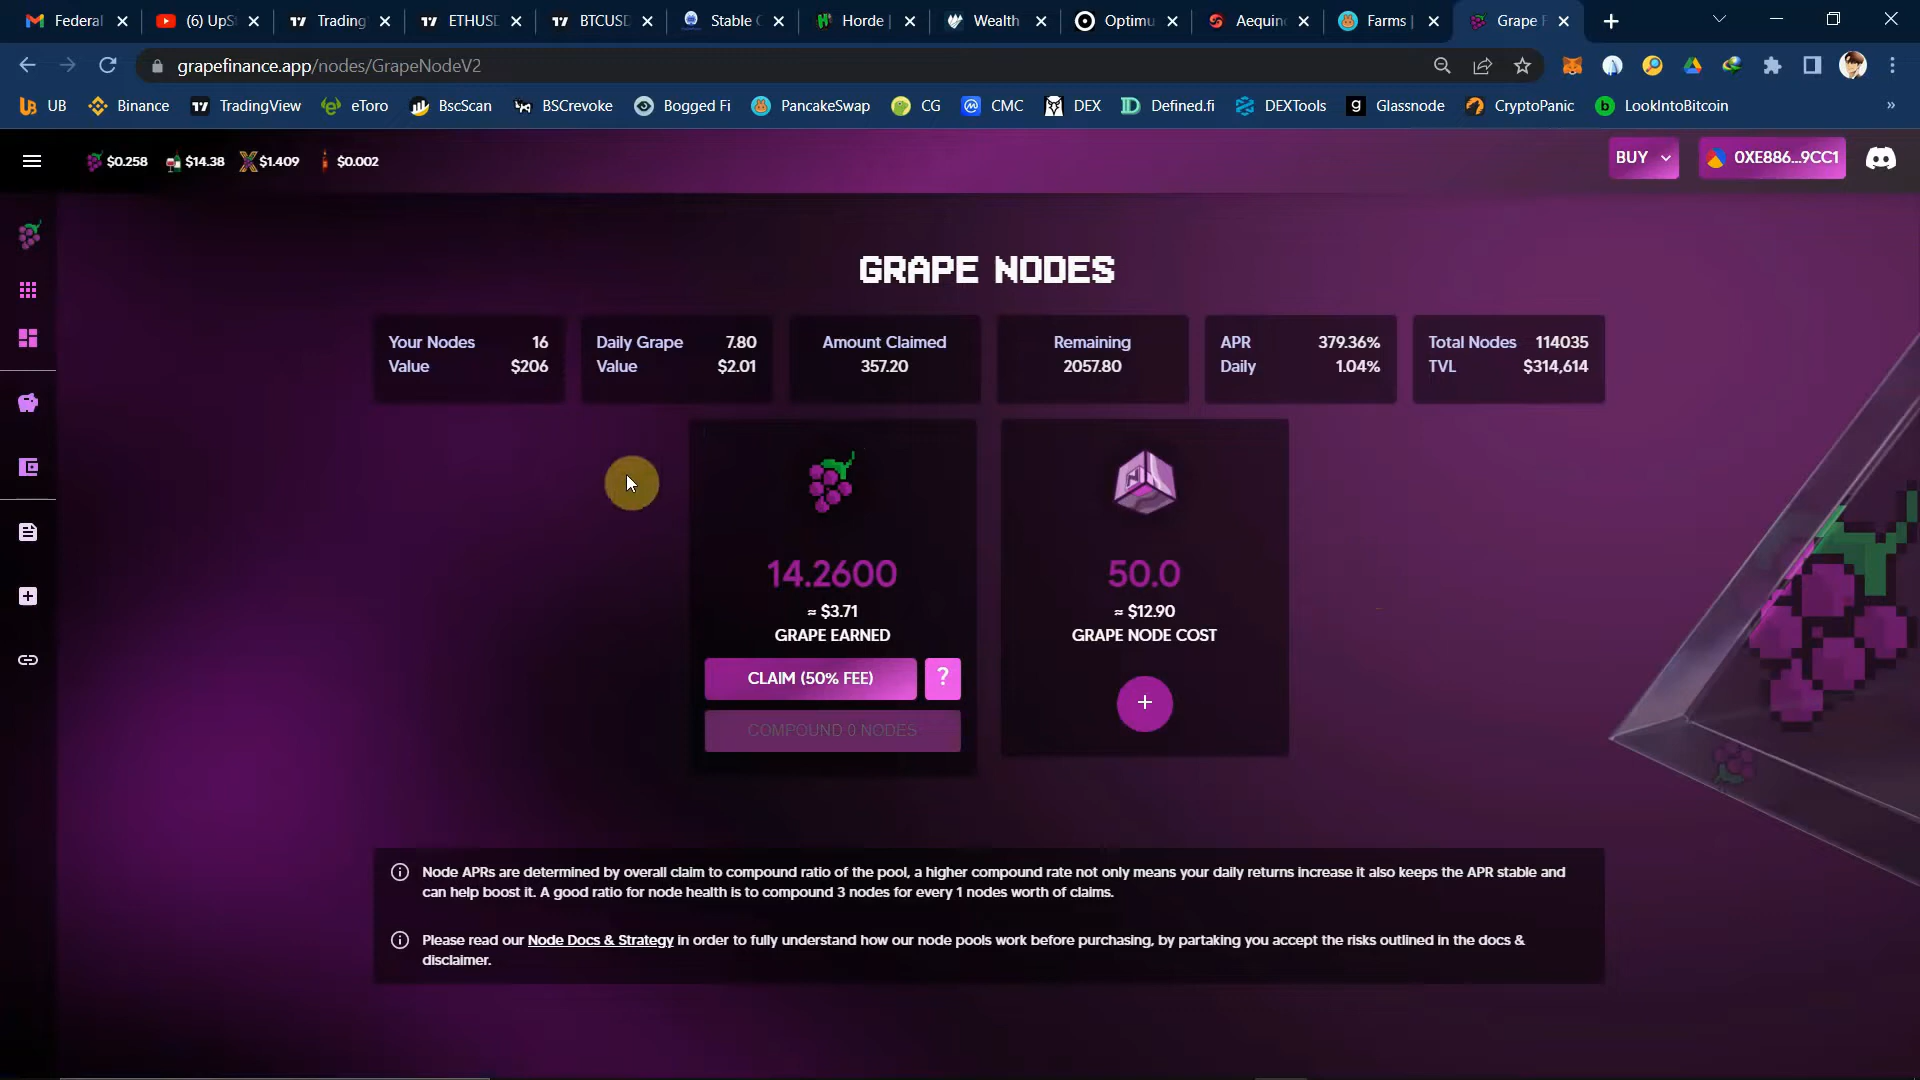 Federal
(6) UpS
Trading
ETHUSD
BTCUSD
Stable C
Horde |
Wealth
Optimu
Aequin
Farms |
Grape F
grapefinance.app/nodes/GrapeNodeV2
UB
Binance
TradingView
eToro
BscScan
BSCrevoke
Bogged Fi
PancakeSwap
CG
CMC
DEX
Defined.fi
DEXTools
Glassnode
CryptoPanic
LookIntoBitcoin
»
$0.258
$14.38
$1.409
$0.002
BUY
0XE886...9CC1
GRAPE NODES
Your Nodes 16
Value $206
Daily Grape 7.80
Value $2.01
Amount Claimed
357.20
Remaining
2057.80
APR 379.36%
Daily 1.04%
Total Nodes 114035
TVL $314,614
14.2600
≈ $3.71
GRAPE EARNED
CLAIM (50% FEE)
?
COMPOUND 0 NODES
50.0
≈ $12.90
GRAPE NODE COST
+
Node APRs are determined by overall claim to compound ratio of the pool, a higher compound rate not only means your daily returns increase it also keeps the APR stable and
can help boost it. A good ratio for node health is to compound 3 nodes for every 1 nodes worth of claims.
Please read our Node Docs & Strategy in order to fully understand how our node pools work before purchasing, by partaking you accept the risks outlined in the docs &
disclaimer.